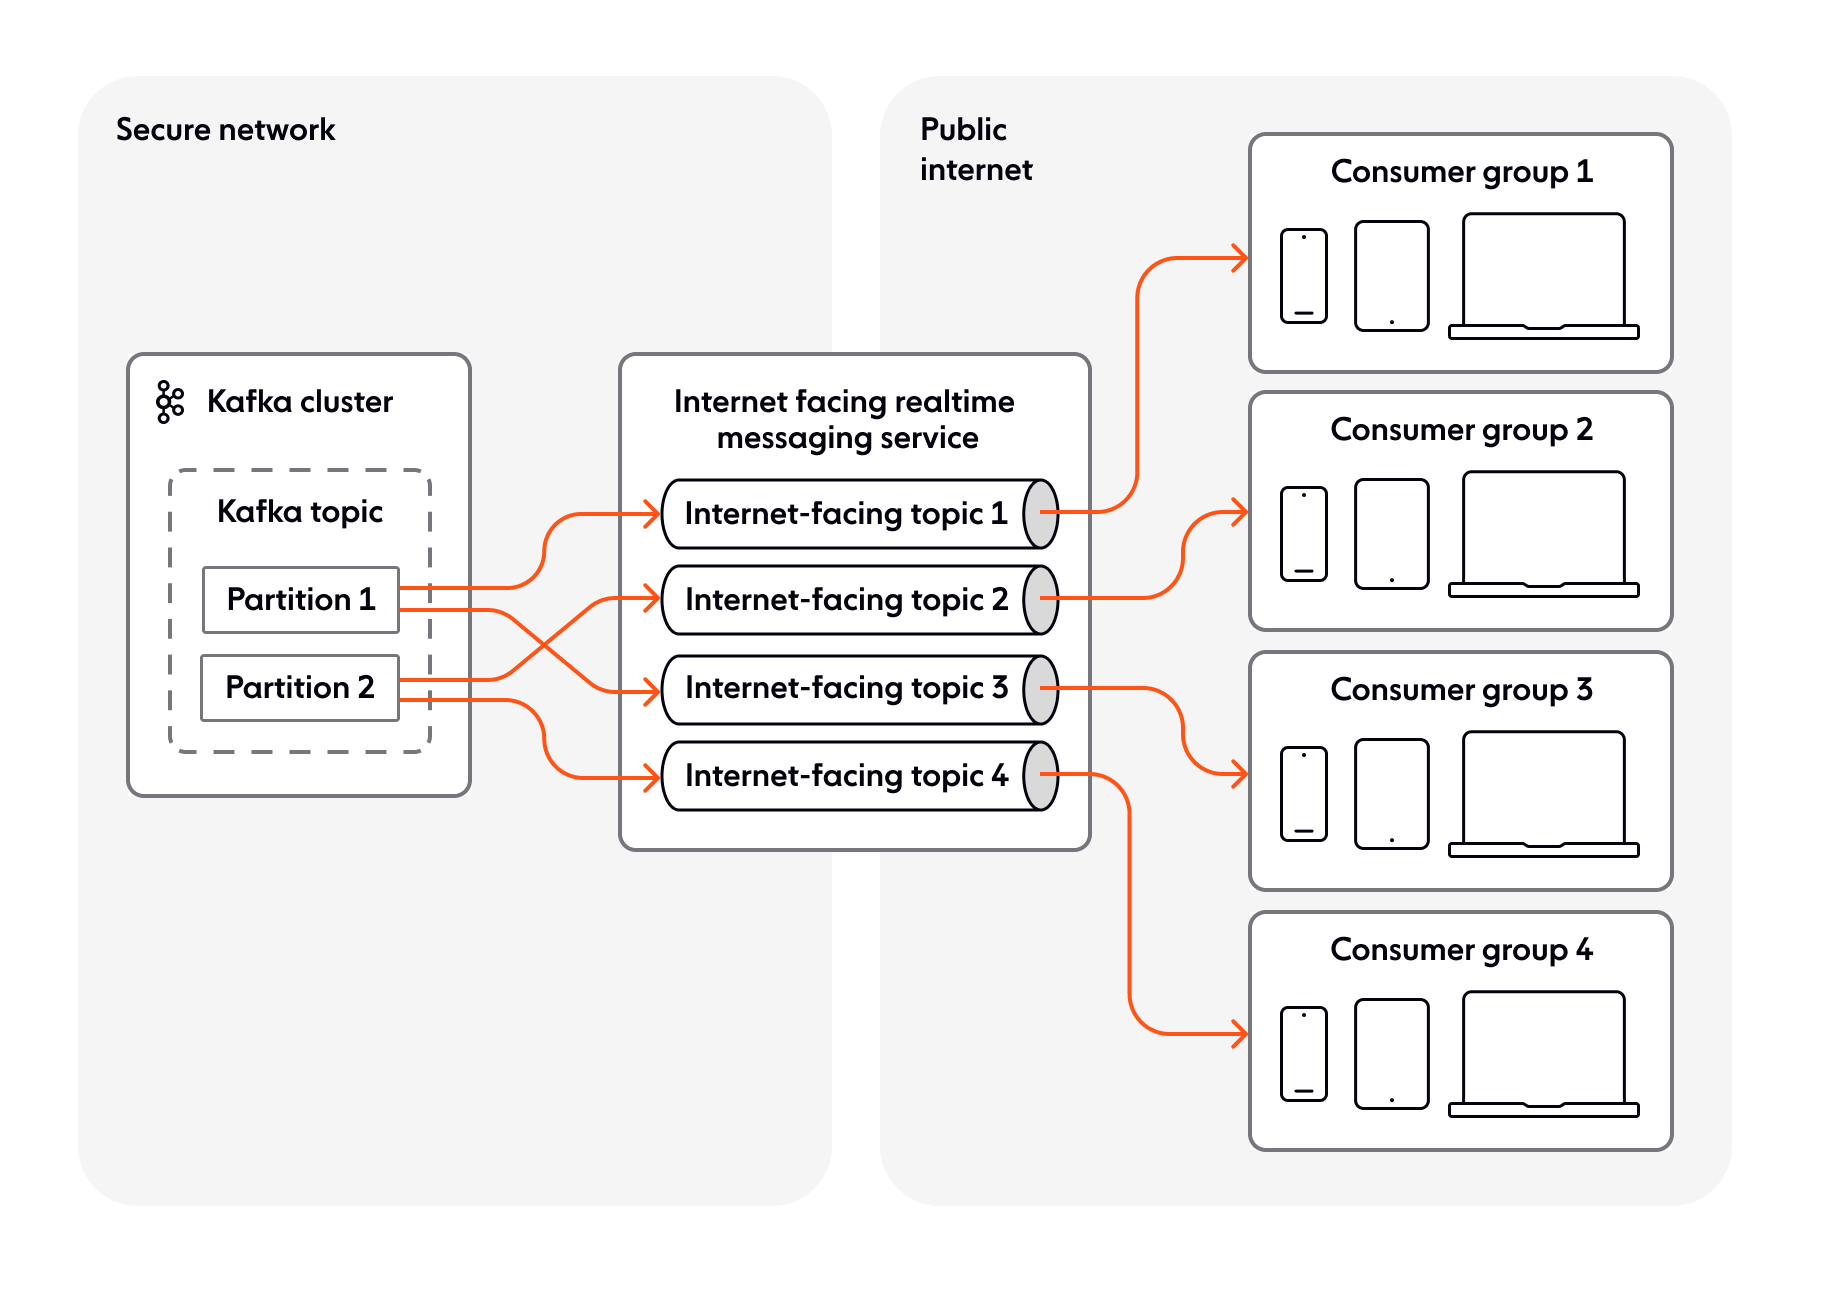 Secure network
Kafka cluster
Kafka topic
Partition 1
Partition 2
Internet facing realtime
messaging service
Internet-facing topic 1
Internet-facing topic 2
Internet-facing topic 3
Internet-facing topic 4
Public
internet
Consumer group 1
Consumer group 2
Consumer group 3
Consumer group 4